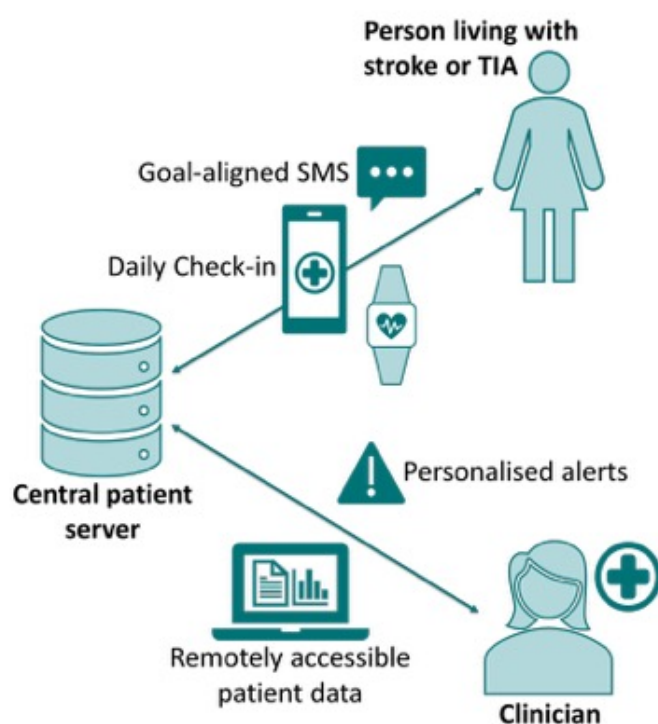 Person living with
stroke or TIA
Goal-aligned SMS
Daily Check-in
Central patient
server
Personalised alerts
Remotely accessible
patient data
Clinician